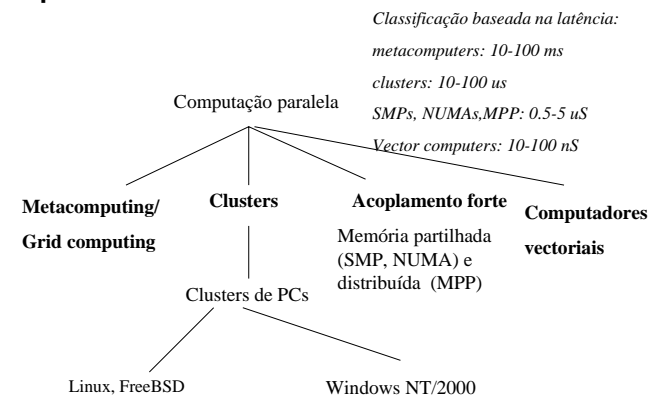 Classificação baseada na latência:
metacomputers: 10-100 ms
clusters: 10-100 us
SMPs, NUMAs,MPP: 0.5-5 uS
Vector computers: 10-100 nS
Computação paralela
Metacomputing/
Grid computing
Clusters
Acoplamento forte
Memória partilhada
(SMP, NUMA) e
distribuída (MPP)
Computadores
vectoriais
Clusters de PCs
Linux, FreeBSD
Windows NT/2000